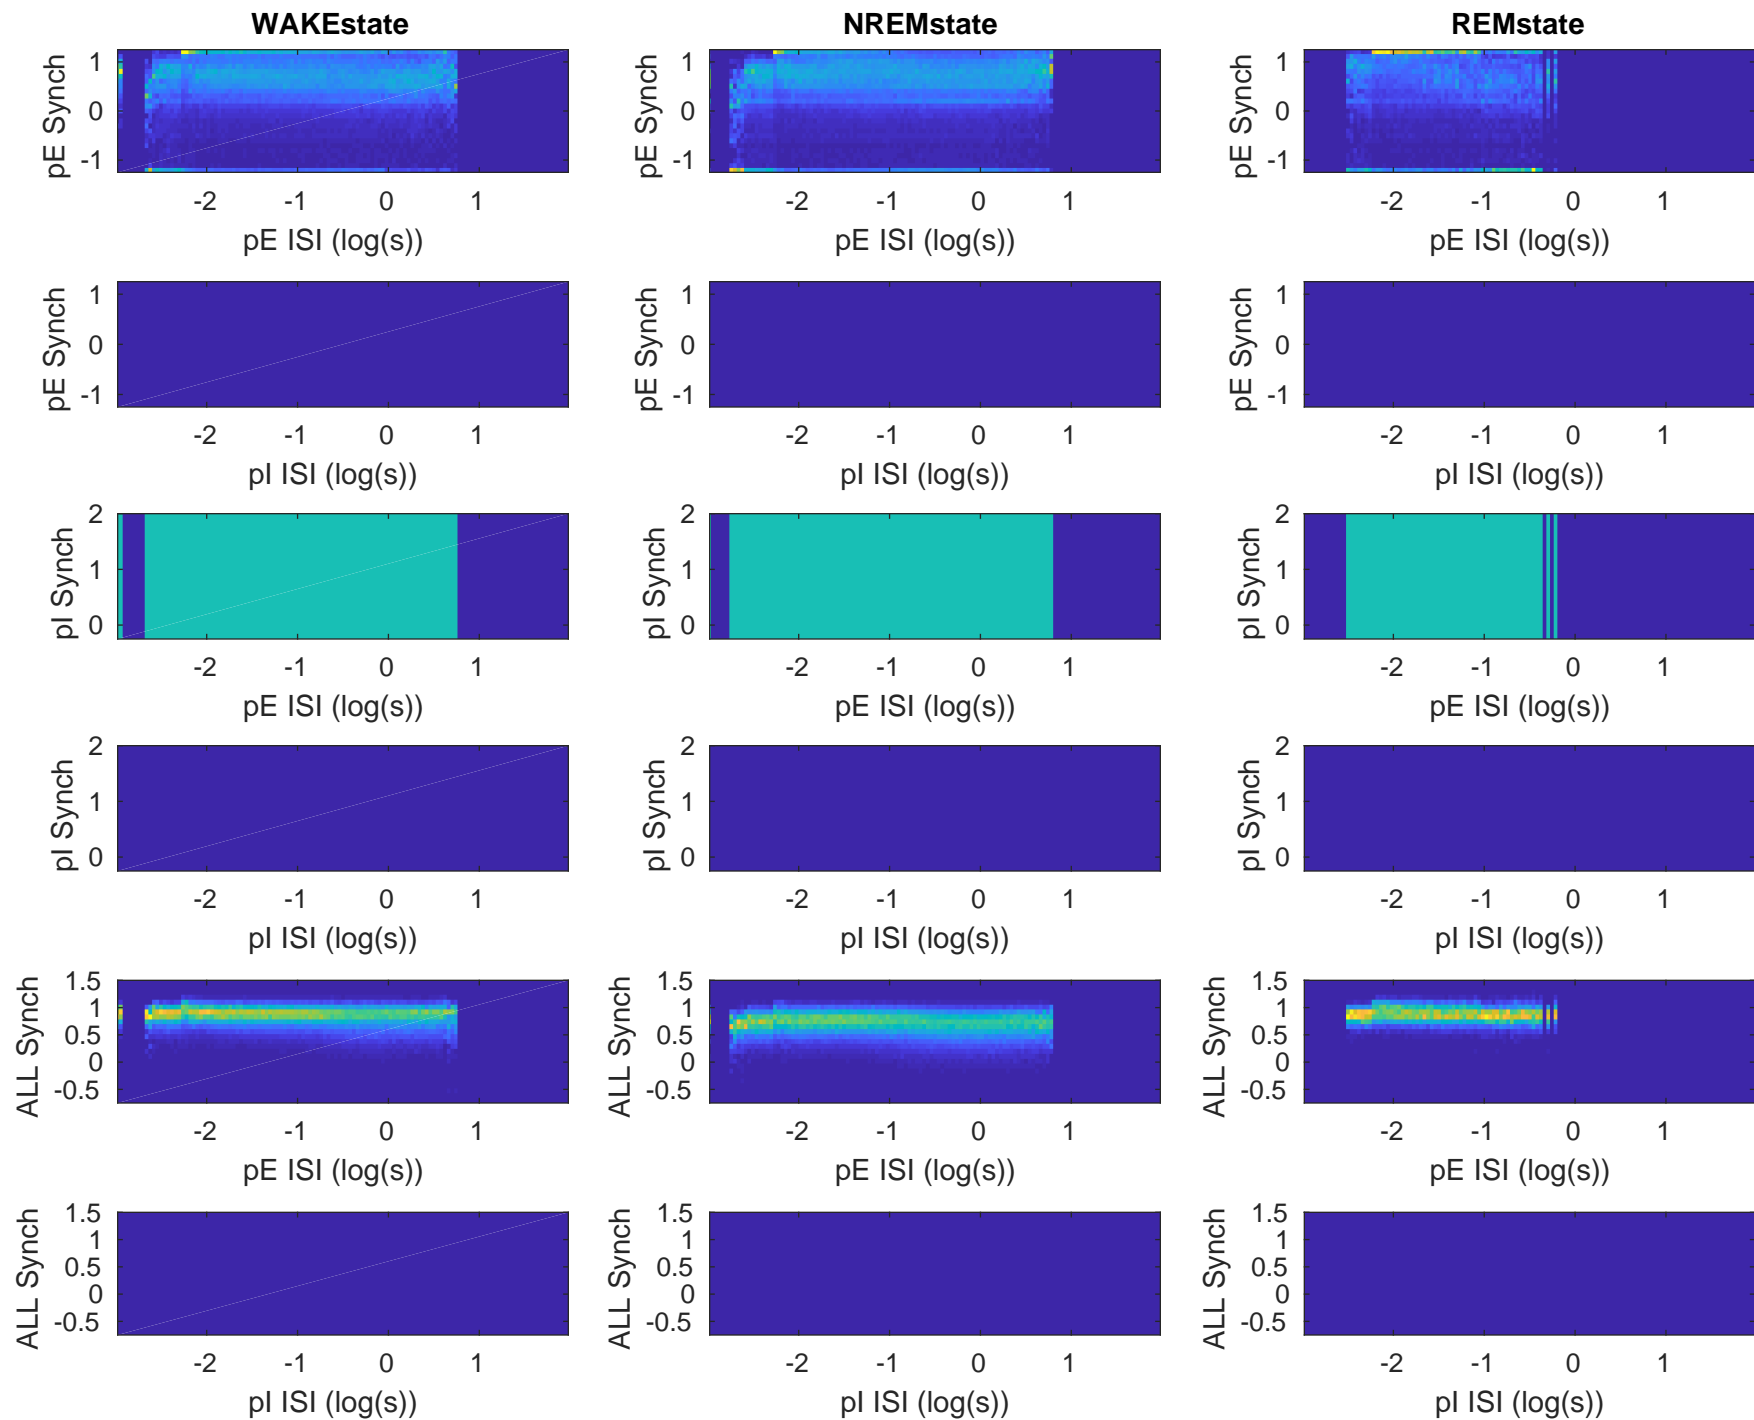 WAKEstate NREMstate REMstate
pE Synch 1 0 -1 pE Synch 1 0 -1 pE Synch 1 0 -1
-2 -1 0 1 -2 -1 0 1 -2 -1 0 1
pE ISI (log(s)) pE ISI (log(s)) pE ISI (log(s))
pE Synch 1 0 -1 pE Synch 1 0 -1 pE Synch 1 0 -1
-2 -1 0 1 -2 -1 0 1 -2 -1 0 1
pI ISI (log(s)) pI ISI (log(s)) pI ISI (log(s))
pI Synch 2 1 0 pI Synch 2 1 0 pI Synch 2 1 0
-2 -1 0 1 -2 -1 0 1 -2 -1 0 1
pE ISI (log(s)) pE ISI (log(s)) pE ISI (log(s))
pI Synch 2 1 0 pI Synch 2 1 0 pI Synch 2 1 0
-2 -1 0 1 -2 -1 0 1 -2 -1 0 1
pI ISI (log(s)) pI ISI (log(s)) pI ISI (log(s))
ALL Synch 1.5 1 0.5 0 -0.5 ALL Synch 1.5 1 0.5 0 -0.5 ALL Synch 1.5 1 0.5 0 -0.5
-2 -1 0 1 -2 -1 0 1 -2 -1 0 1
pE ISI (log(s)) pE ISI (log(s)) pE ISI (log(s))
ALL Synch 1.5 1 0.5 0 -0.5 ALL Synch 1.5 1 0.5 0 -0.5 ALL Synch 1.5 1 0.5 0 -0.5
-2 -1 0 1 -2 -1 0 1 -2 -1 0 1
pI ISI (log(s)) pI ISI (log(s)) pI ISI (log(s))